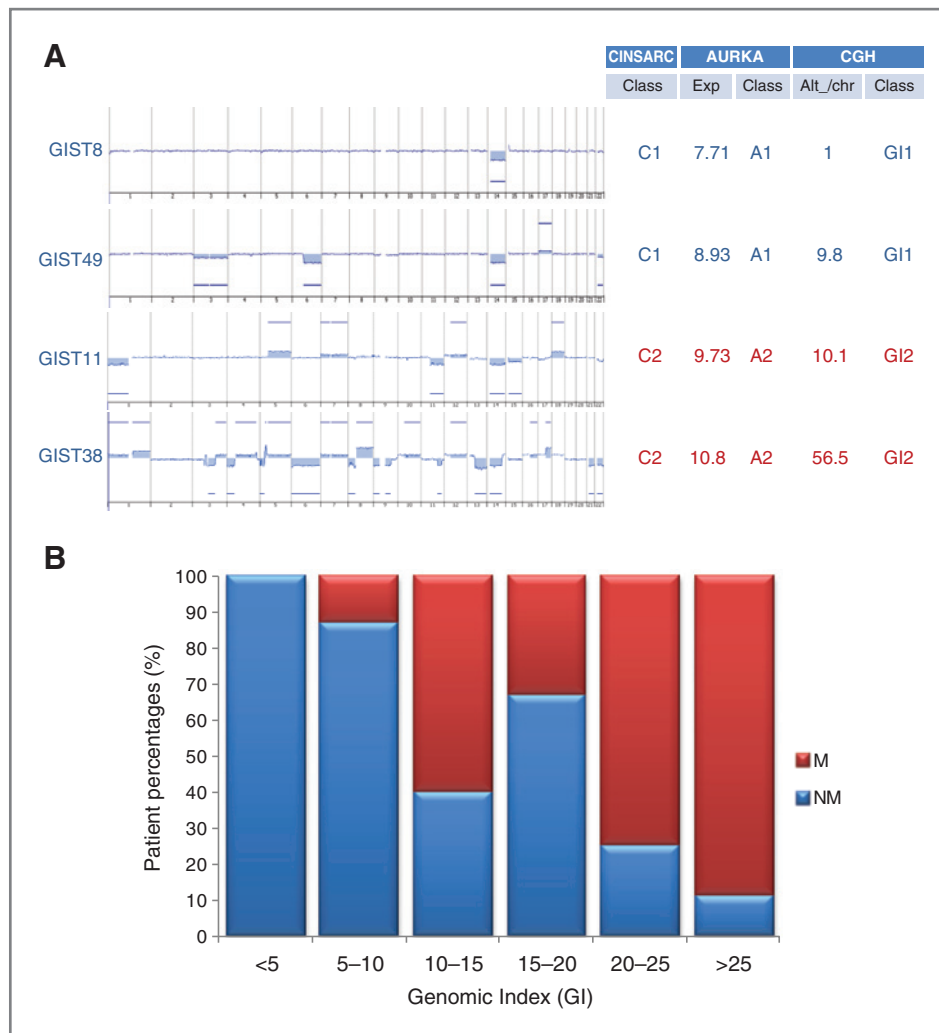 A
CINSARC AURKA CGH
Class Exp Class Alt_/chr Class
GIST8 C1 7.71 A1 1 GI1
GIST49 C1 8.93 A1 9.8 GI1
GIST11 C2 9.73 A2 10.1 GI2
GIST38 C2 10.8 A2 56.5 GI2
B
Patient percentages (%)
100
90
80
70
60
50
40
30
20
10
0
M
NM
<5 5–10 10–15 15–20 20–25 >25
Genomic Index (GI)